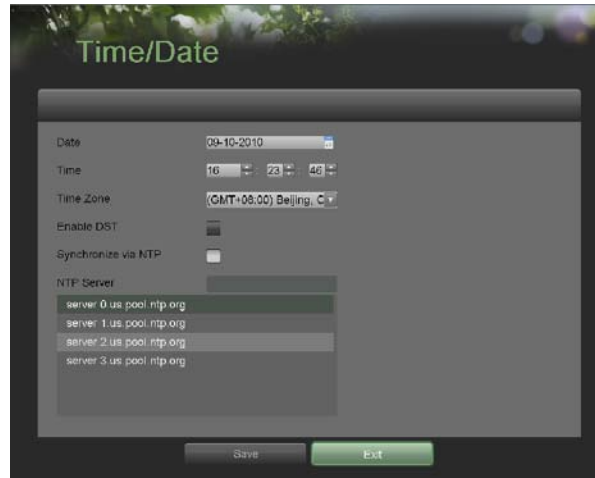 Time/Date
Date 09-10-2010
Time 16 : 23 : 46
Time Zone (GMT+08:00) Beijing, C
Enable DST
Synchronize via NTP
NTP Server
server 0.us.pool.ntp.org
server 1.us.pool.ntp.org
server 2.us.pool.ntp.org
server 3.us.pool.ntp.org
Save Exit